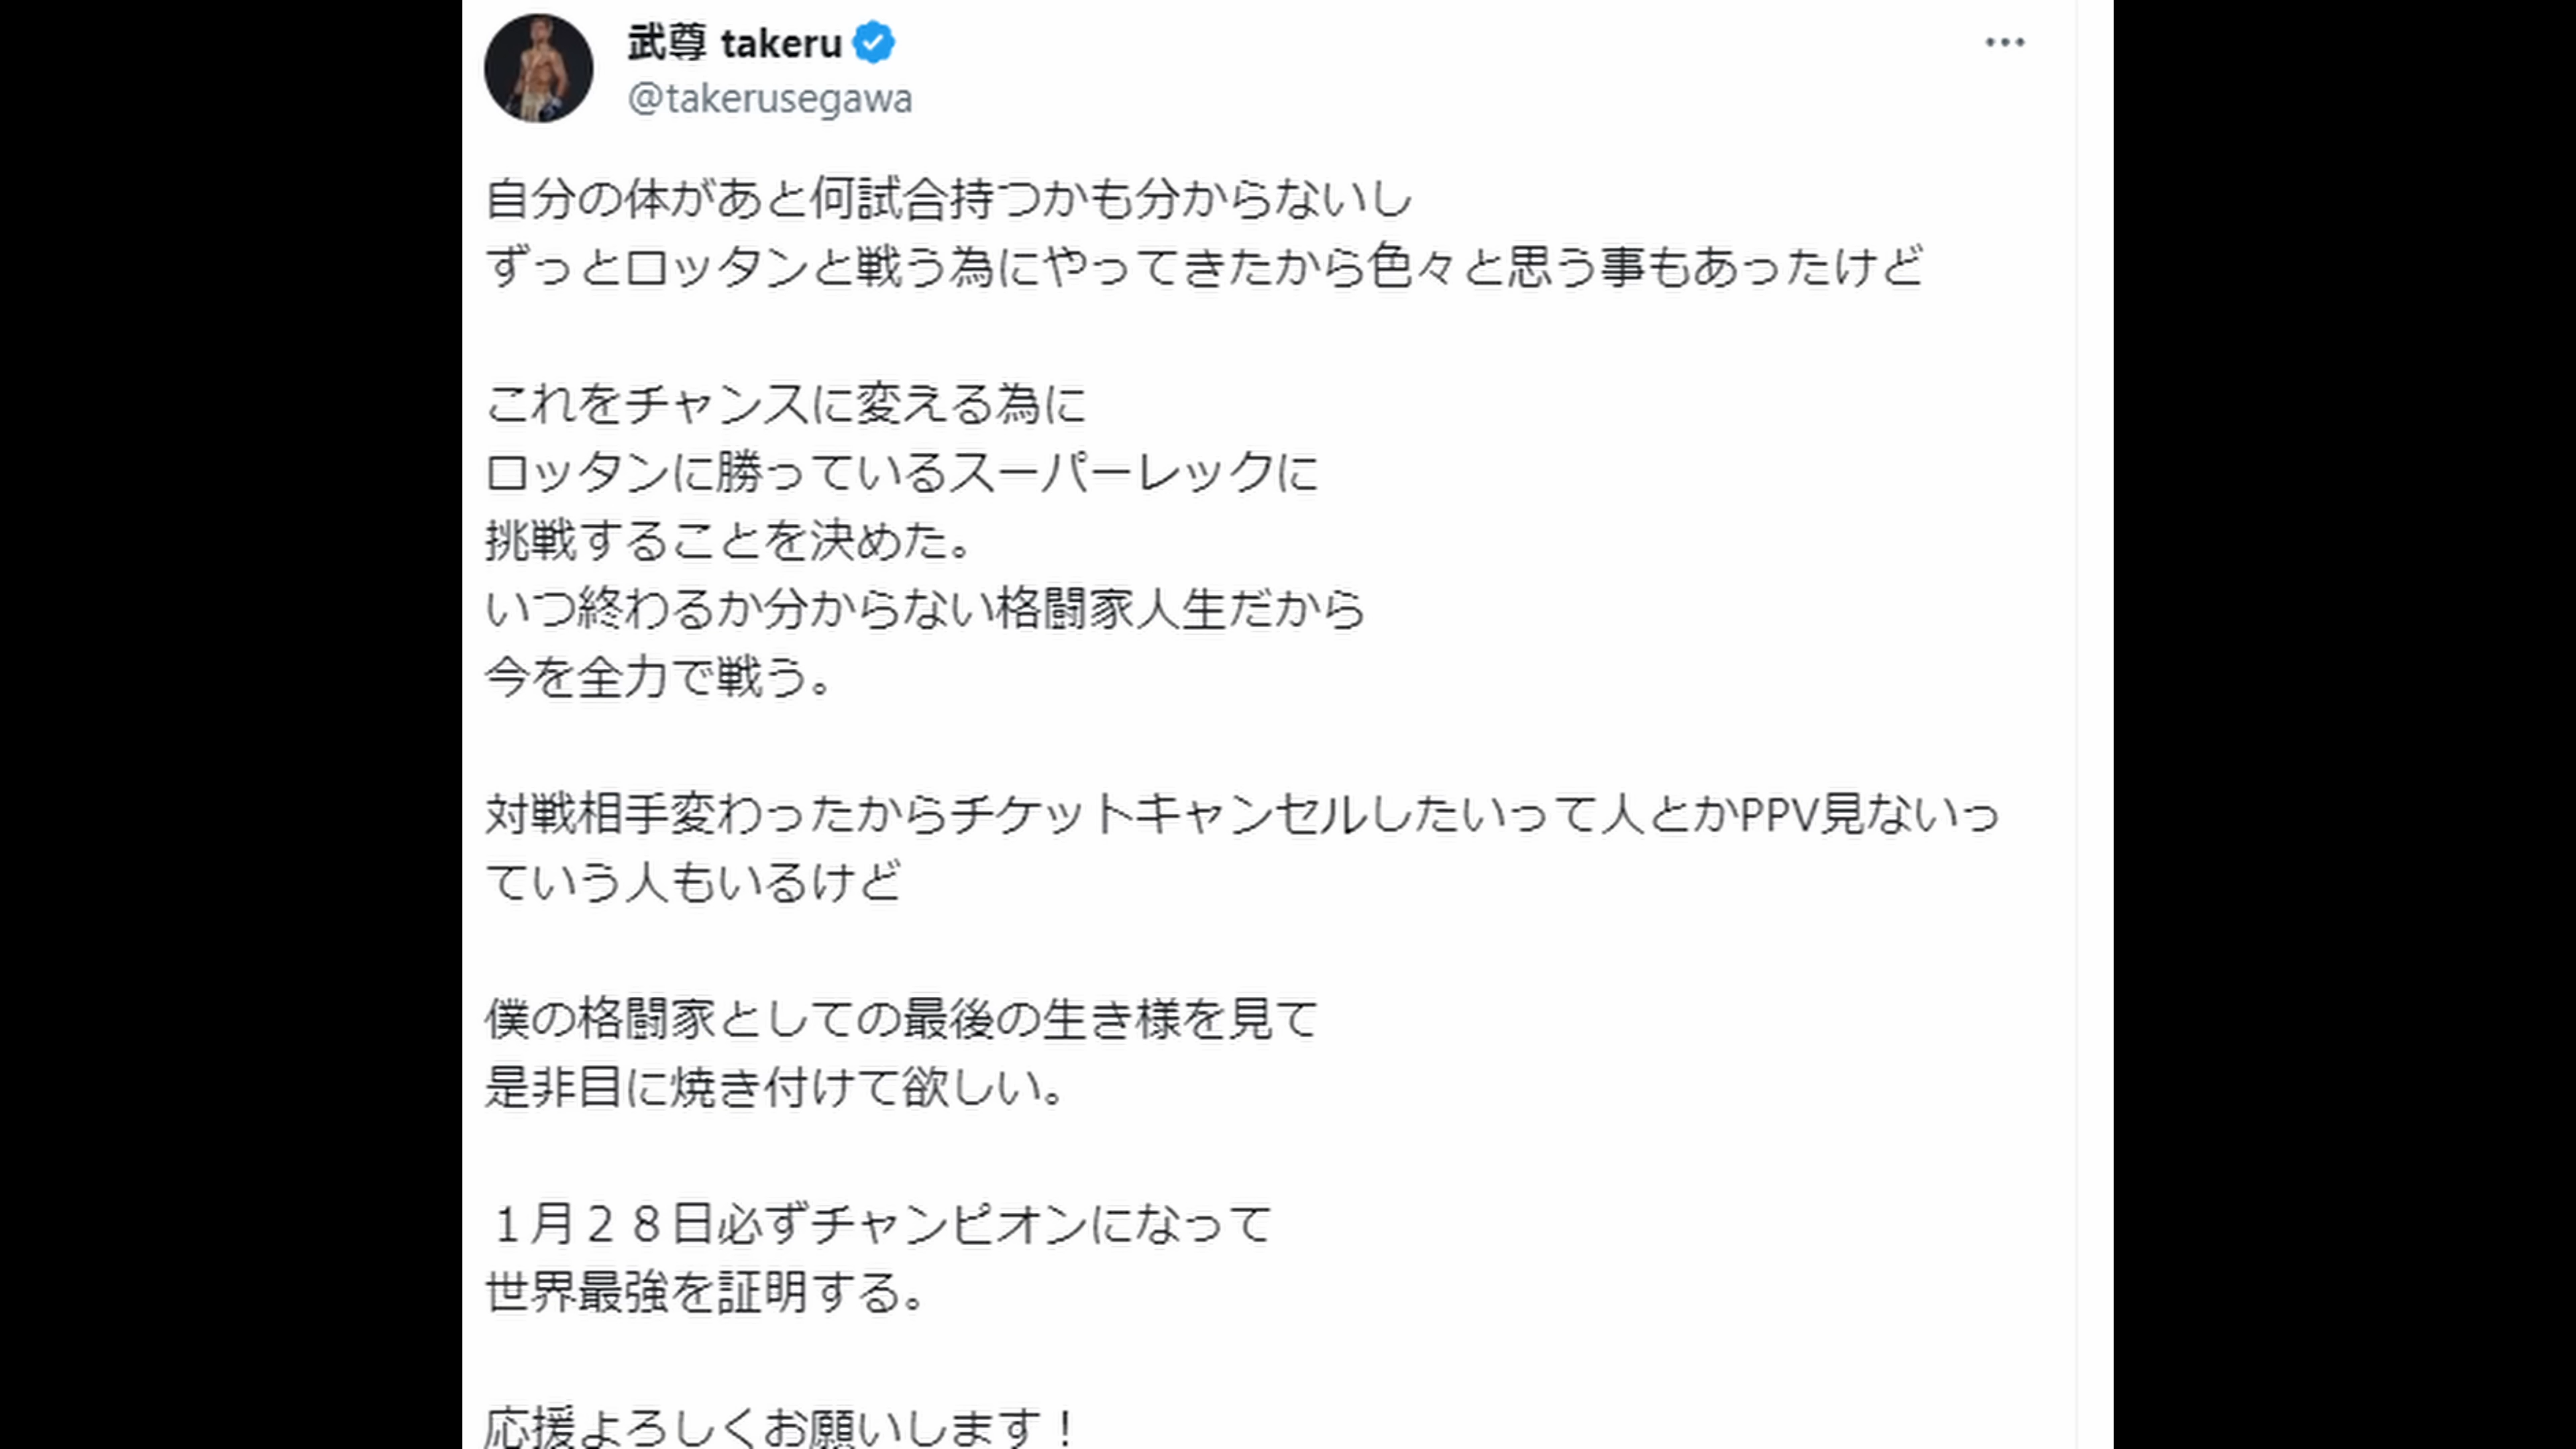 武尊 takeru
@takerusegawa
自分の体があと何試合持つかも分からないし
ずっとロッタンと戦う為にやってきたから色々と思う事もあったけど
これをチャンスに変える為に
ロッタンに勝っているスーパーレックに
挑戦することを決めた。
いつ終わるか分からない格闘家人生だから
今を全力で戦う。
対戦相手変わったからチケットキャンセルしたいって人とかPPV見ないっ
ていう人もいるけど
僕の格闘家としての最後の生き様を見て
是非目に焼き付けて欲しい。
１月２８日必ずチャンピオンになって
世界最強を証明する。
応援よろしくお願いします！